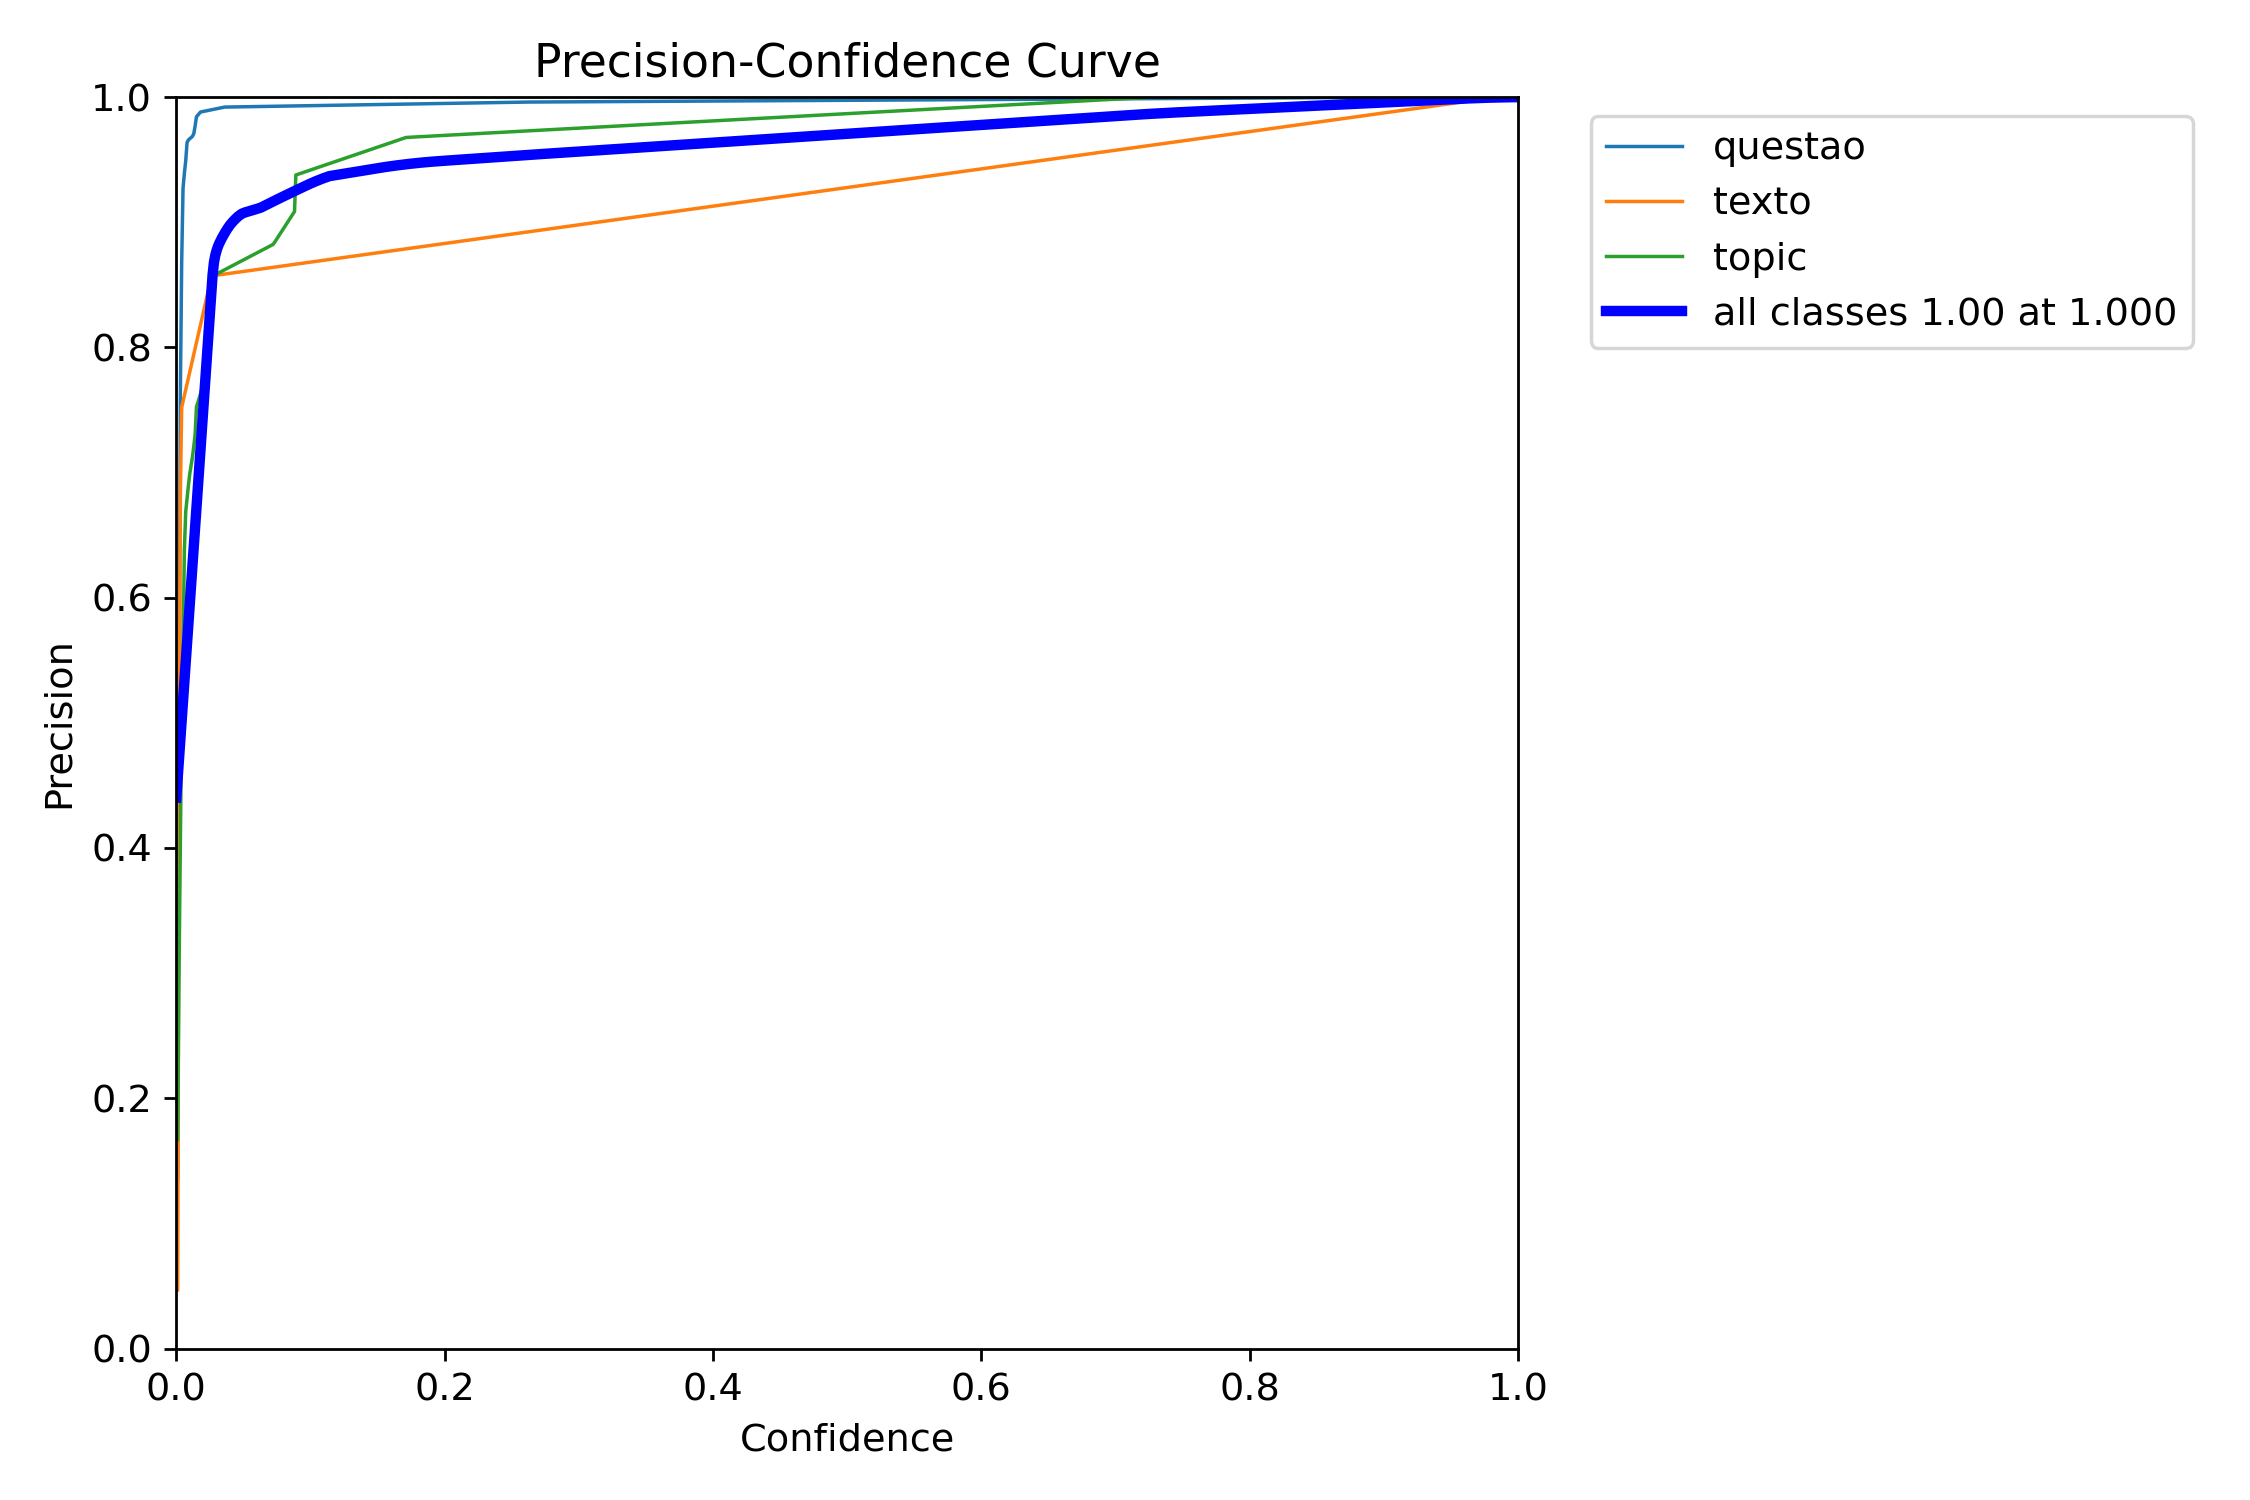 Precision-Confidence Curve
1.0
0.8
0.6
0.4
0.2
0.0
Precision
0.0 0.2 0.4 0.6 0.8 1.0
Confidence
questao
texto
topic
all classes 1.00 at 1.000